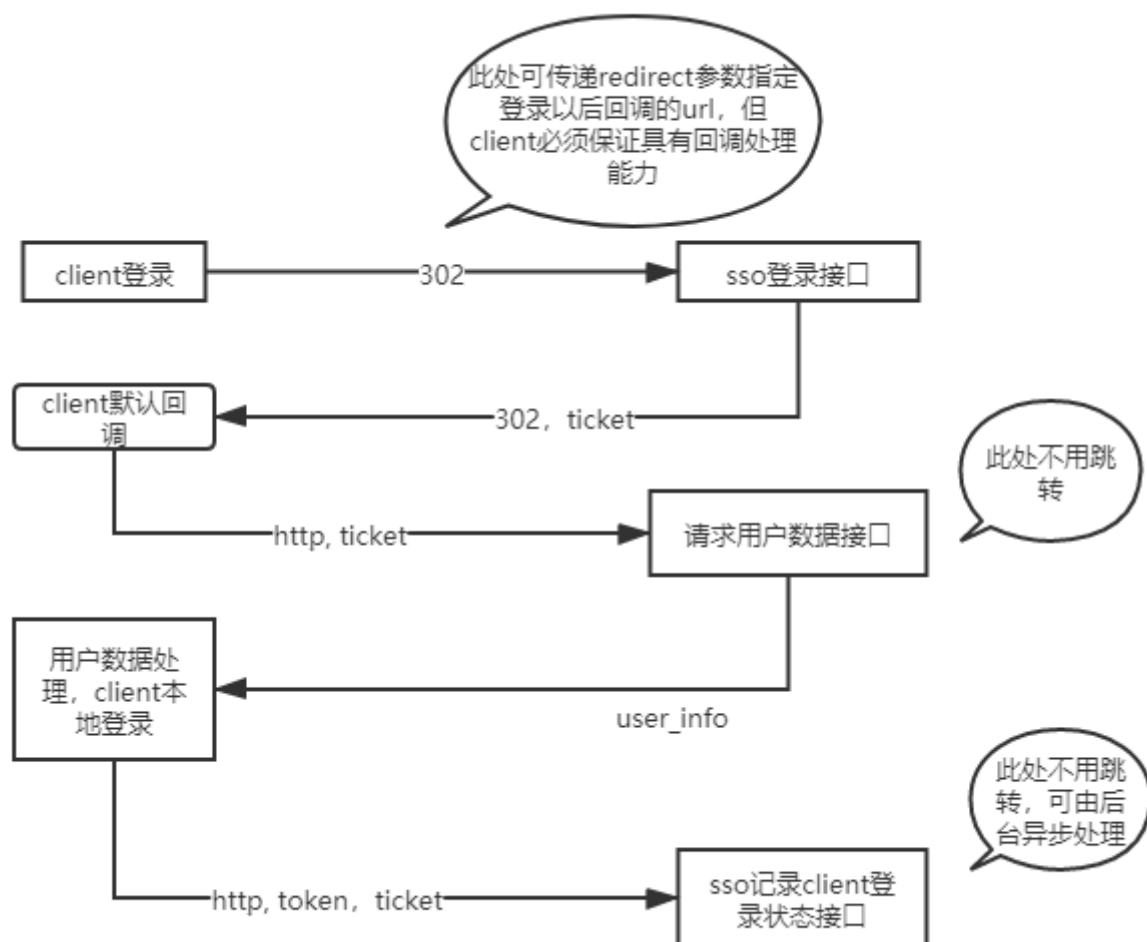 此处可传递redirect参数指定
登录以后回调的url，但
client必须保证具有回调处理
能力
client登录
302
sso登录接口
client默认回
调
302，ticket
此处不用跳
转
http, ticket
请求用户数据接口
用户数据处
理，client本
地登录
user_info
此处不用跳
转，可由后
台异步处理
http, token，ticket
sso记录client登
录状态接口